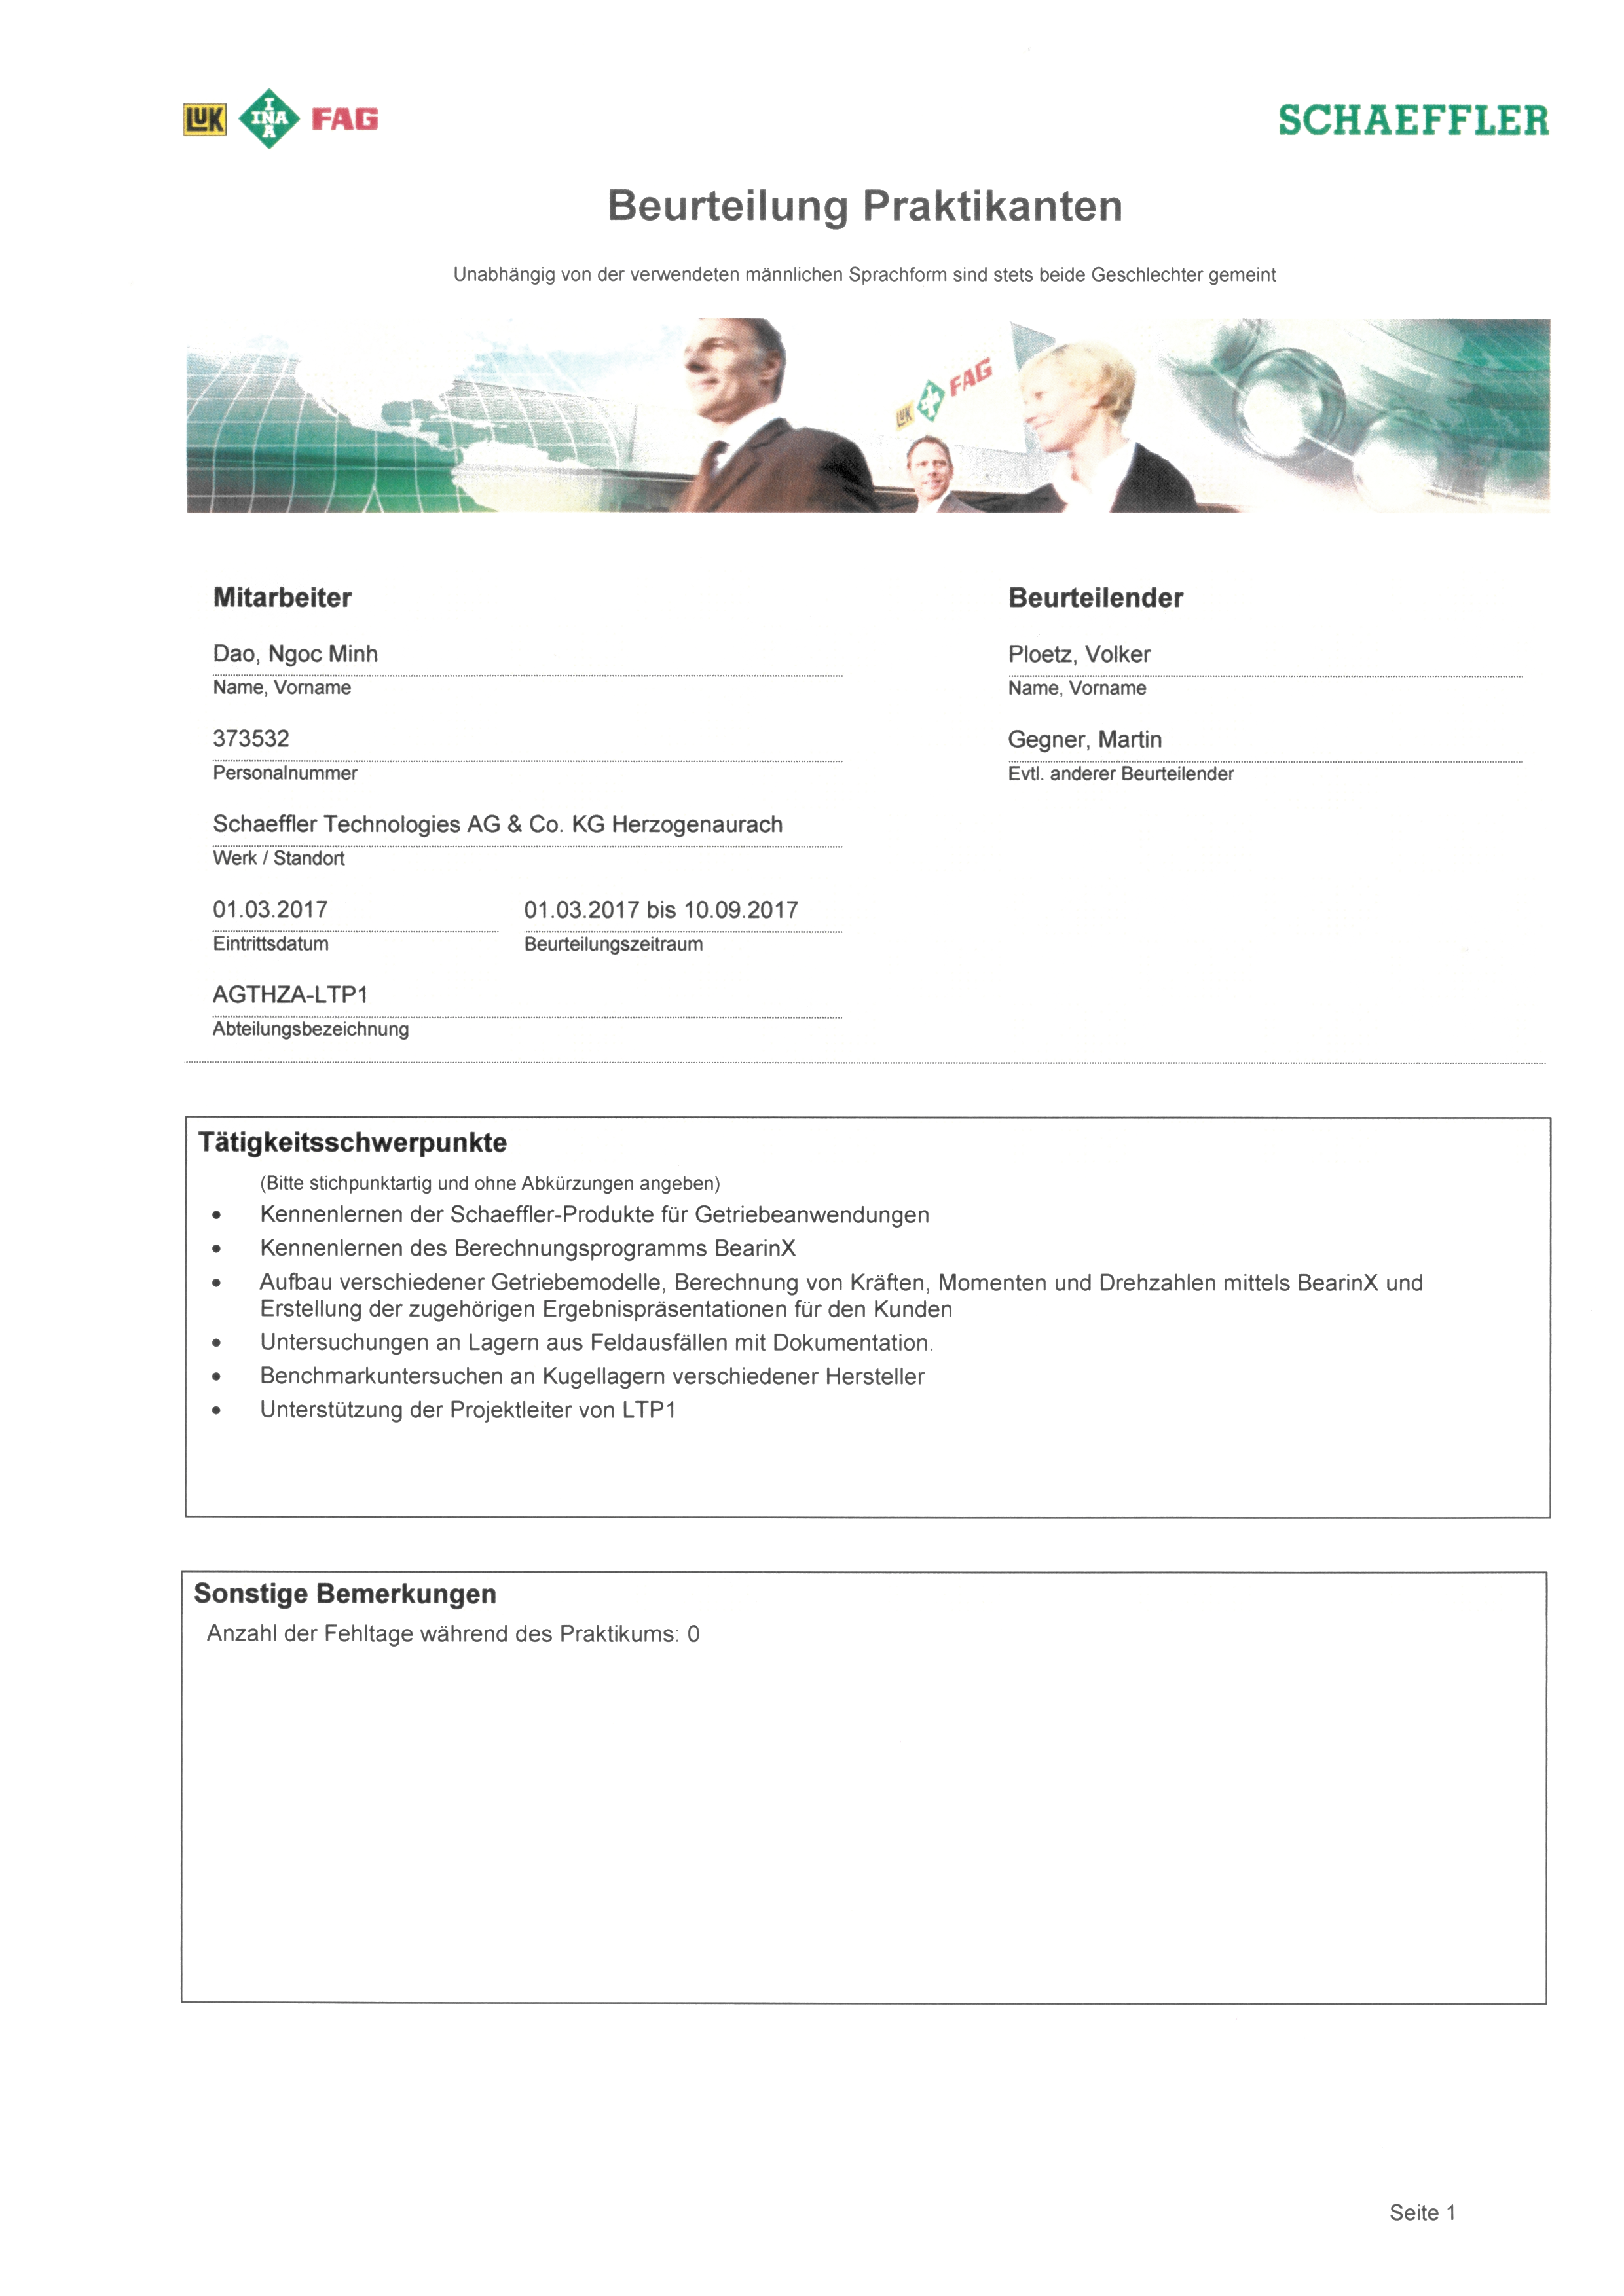 LUK INA FAG SCHAEFFLER
Beurteilung Praktikanten
Unabhängig von der verwendeten männlichen Sprachform sind stets beide Geschlechter gemeint
LUK FAG
Mitarbeiter
Beurteilender
Dao, Ngoc Minh
Name, Vorname
Ploetz, Volker
Name, Vorname
373532
Personalnummer
Gegner, Martin
Evtl. anderer Beurteilender
Schaeffler Technologies AG & Co. KG Herzogenaurach
Werk / Standort
01.03.2017
Eintrittsdatum
01.03.2017 bis 10.09.2017
Beurteilungszeitraum
AGTHZA-LTP1
Abteilungsbezeichnung
Tätigkeitsschwerpunkte
(Bitte stichpunktartig und ohne Abkürzungen angeben)
• Kennenlernen der Schaeffler-Produkte für Getriebeanwendungen
• Kennenlernen des Berechnungsprogramms BearinX
• Aufbau verschiedener Getriebemodelle, Berechnung von Kräften, Momenten und Drehzahlen mittels BearinX und
Erstellung der zugehörigen Ergebnispräsentationen für den Kunden
• Untersuchungen an Lagern aus Feldausfällen mit Dokumentation.
• Benchmarkuntersuchen an Kugellagern verschiedener Hersteller
• Unterstützung der Projektleiter von LTP1
Sonstige Bemerkungen
Anzahl der Fehltage während des Praktikums: 0
Seite 1